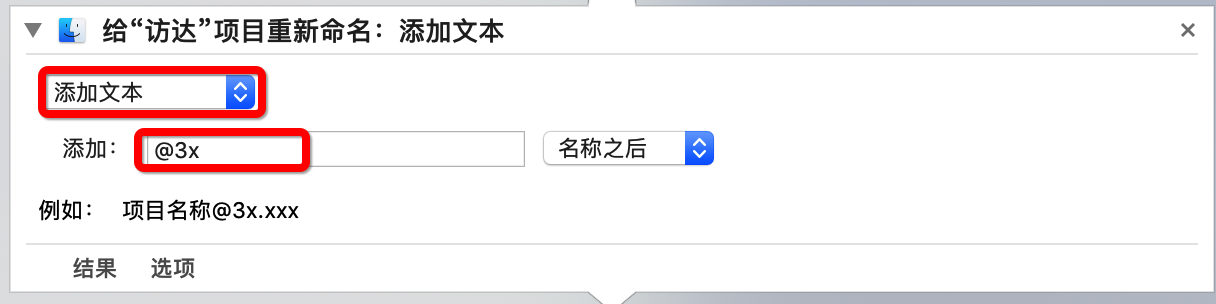 给“访达”项目重新命名：添加文本
添加文本
添加： @3x 名称之后
例如： 项目名称@3x.xxx
结果 选项